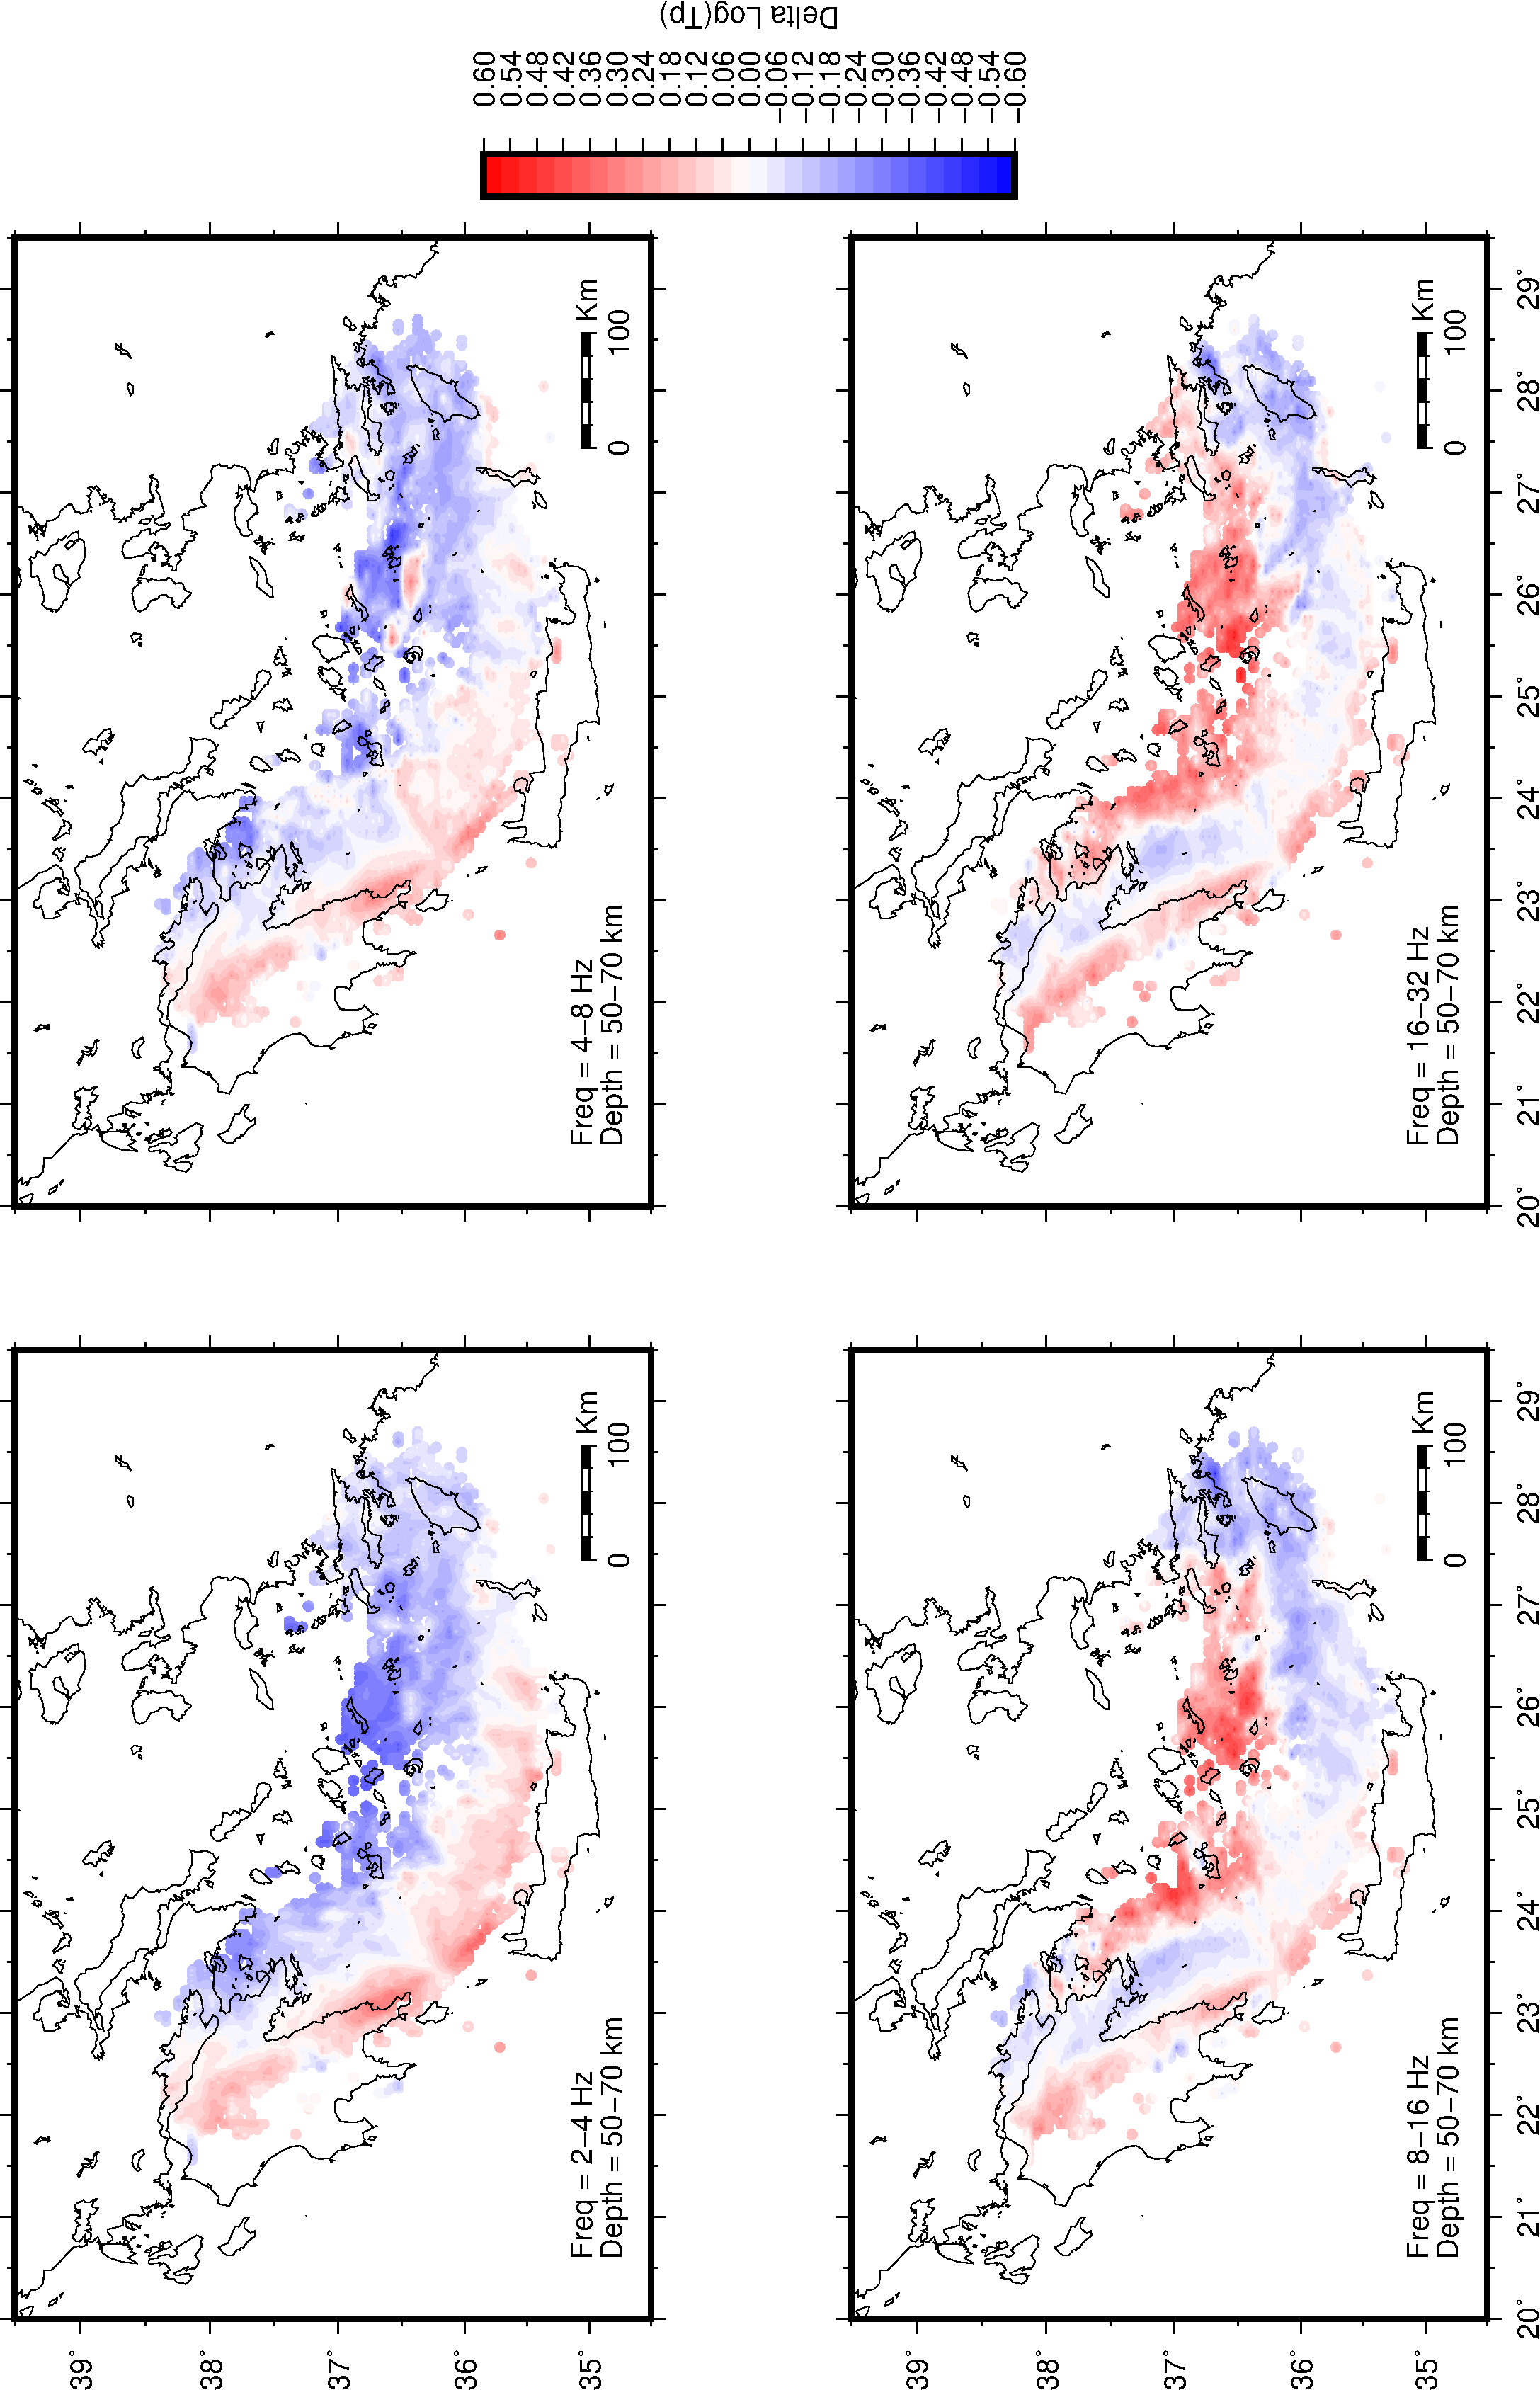 39°
38°
37°
36°
35°
Freq = 2−4 Hz
Depth = 50−70 km
Km
0 100
Freq = 4−8 Hz
Depth = 50−70 km
Km
0 100
39°
38°
37°
36°
35°
Freq = 8−16 Hz
Depth = 50−70 km
Km
0 100
20° 21° 22° 23° 24° 25° 26° 27° 28° 29°
Freq = 16−32 Hz
Depth = 50−70 km
Km
0 100
20° 21° 22° 23° 24° 25° 26° 27° 28° 29°
0.60
0.54
0.48
0.42
0.36
0.30
0.24
0.18
0.12
0.06
0.00
−0.06
−0.12
−0.18
−0.24
−0.30
−0.36
−0.42
−0.48
−0.54
−0.60
Delta Log(Tp)